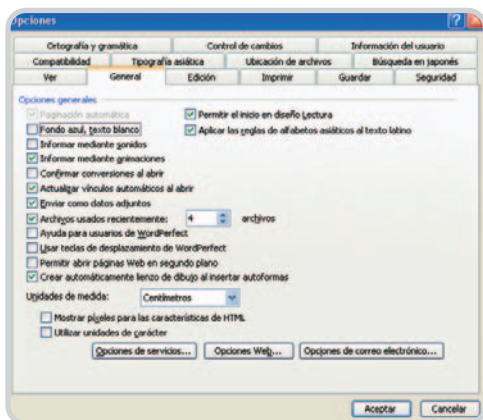 Opciones
Ortografía y gramática Control de cambios Información del usuario
Compatibilidad Tipografía asiática Ubicación de archivos Búsqueda en japonés
Ver General Edición Imprimir Guardar Seguridad
Opciones generales
Paginación automática Permitir el inicio en diseño Lectura
Fondo azul, texto blanco Aplicar las reglas de alfabetos asiáticos al texto latino
Informar mediante sonidos
Informar mediante animaciones
Confirmar conversiones al abrir
Actualizar vínculos automáticos al abrir
Enviar como datos adjuntos
Archivos usados recientemente: 4 archivos
Ayuda para usuarios de WordPerfect
Usar teclas de desplazamiento de WordPerfect
Permitir abrir páginas Web en segundo plano
Crear automáticamente lienzo de dibujo al insertar autoformas
Unidades de medida: Centímetros
Mostrar píxeles para las características de HTML
Utilizar unidades de carácter
Opciones de servicios... Opciones Web... Opciones de correo electrónico...
Aceptar Cancelar